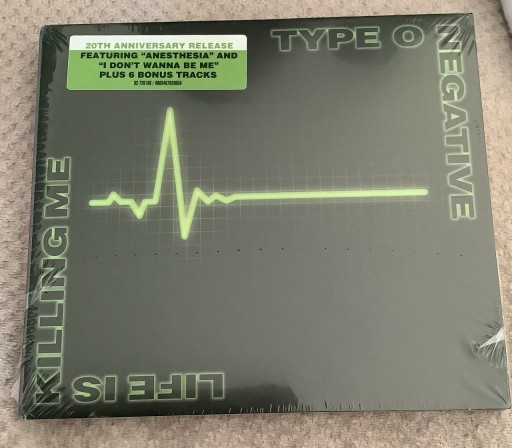 20TH ANNIVERSARY RELEASE
FEATURING "ANESTHESIA" AND
"I DON'T WANNA BE ME"
PLUS 6 BONUS TRACKS
TYPE O
NEGATIVE
LIFE IS
KILLING ME